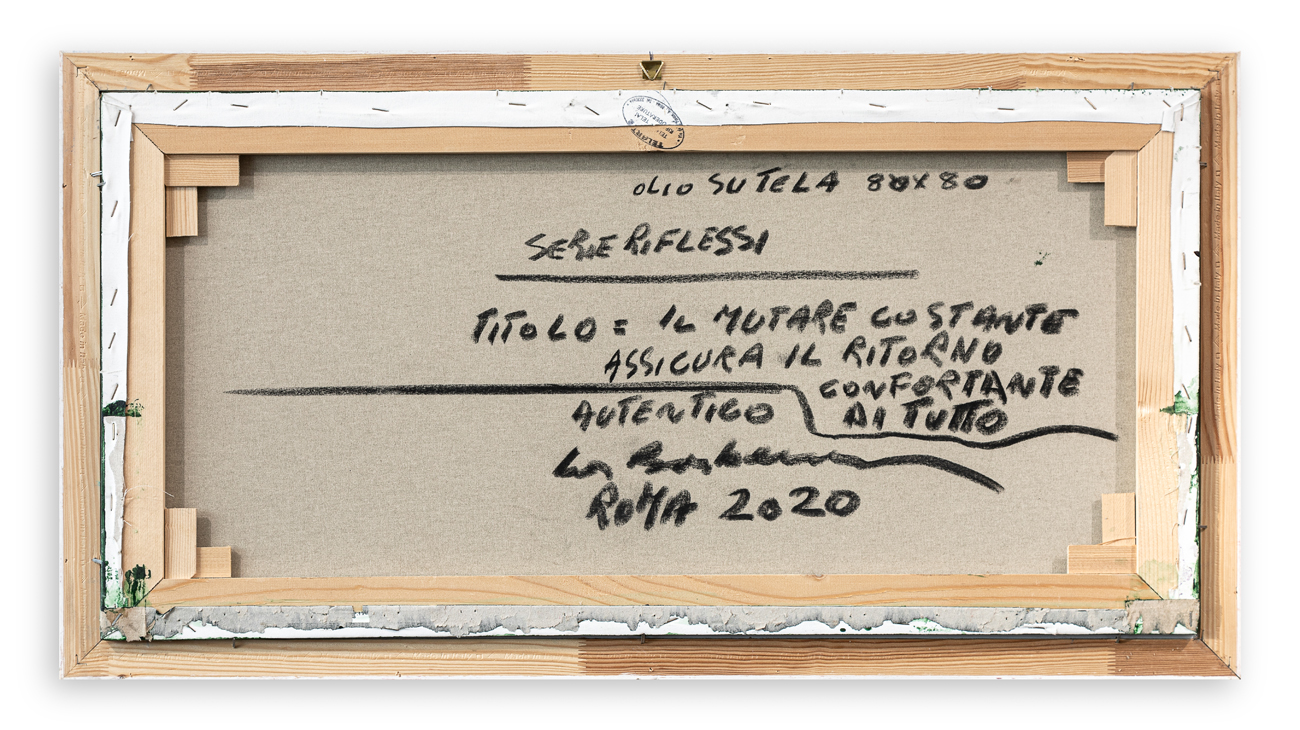 OLIO SU TELA 80X80
SERIE RIFLESSI
TITOLO = IL MUTARE COSTANTE
ASSICURA IL RITORNO
CONFORTANTE
DI TUTTO
AUTENTICO
ROMA 2020